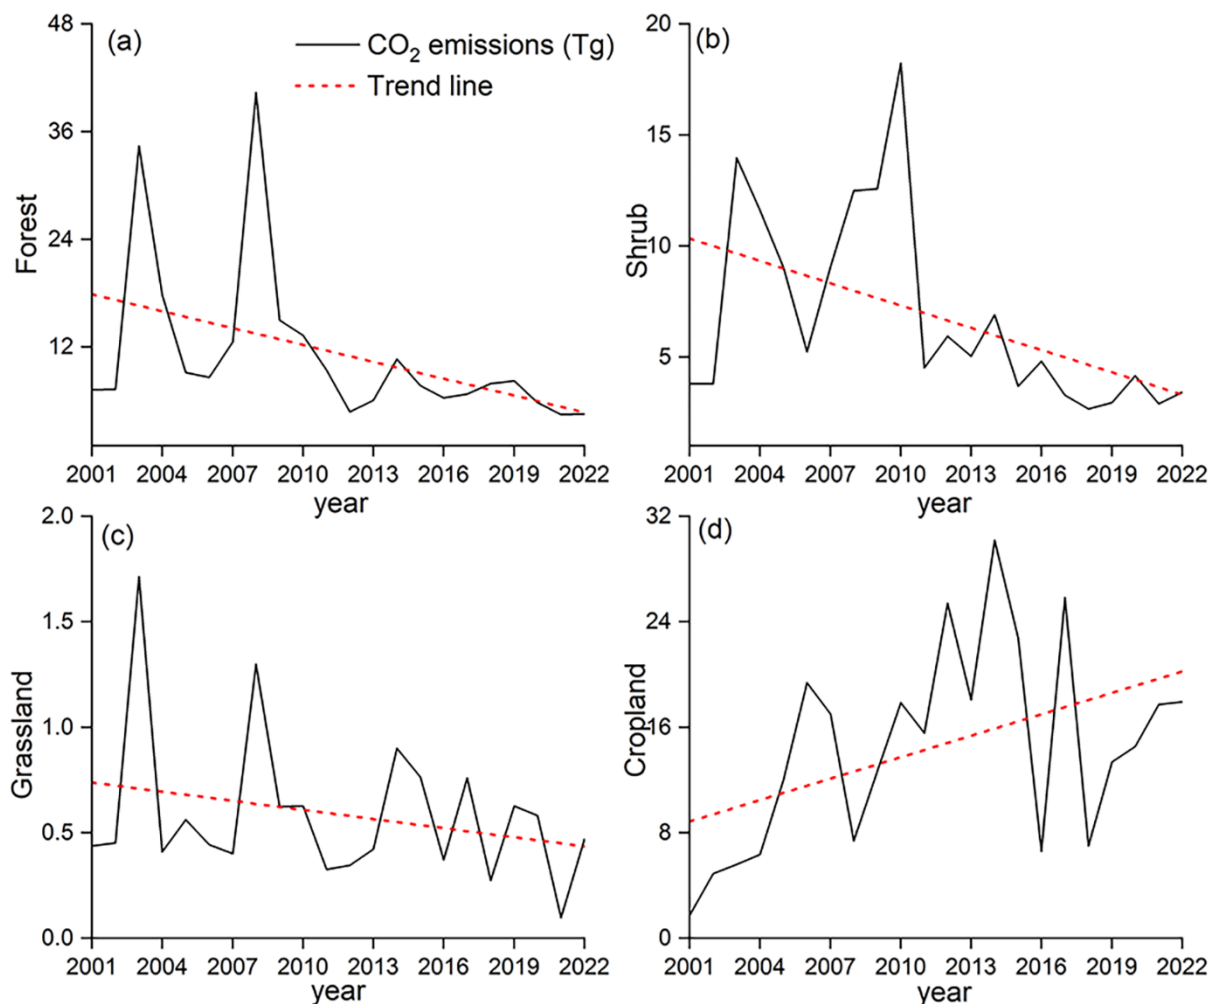 48
36
24
12
Forest
(a)
CO₂ emissions (Tg)
Trend line
2001 2004 2007 2010 2013 2016 2019 2022
year
20
15
10
5
Shrub
(b)
2001 2004 2007 2010 2013 2016 2019 2022
year
2.0
1.5
1.0
0.5
0.0
Grassland
(c)
2001 2004 2007 2010 2013 2016 2019 2022
year
32
24
16
8
0
Cropland
(d)
2001 2004 2007 2010 2013 2016 2019 2022
year